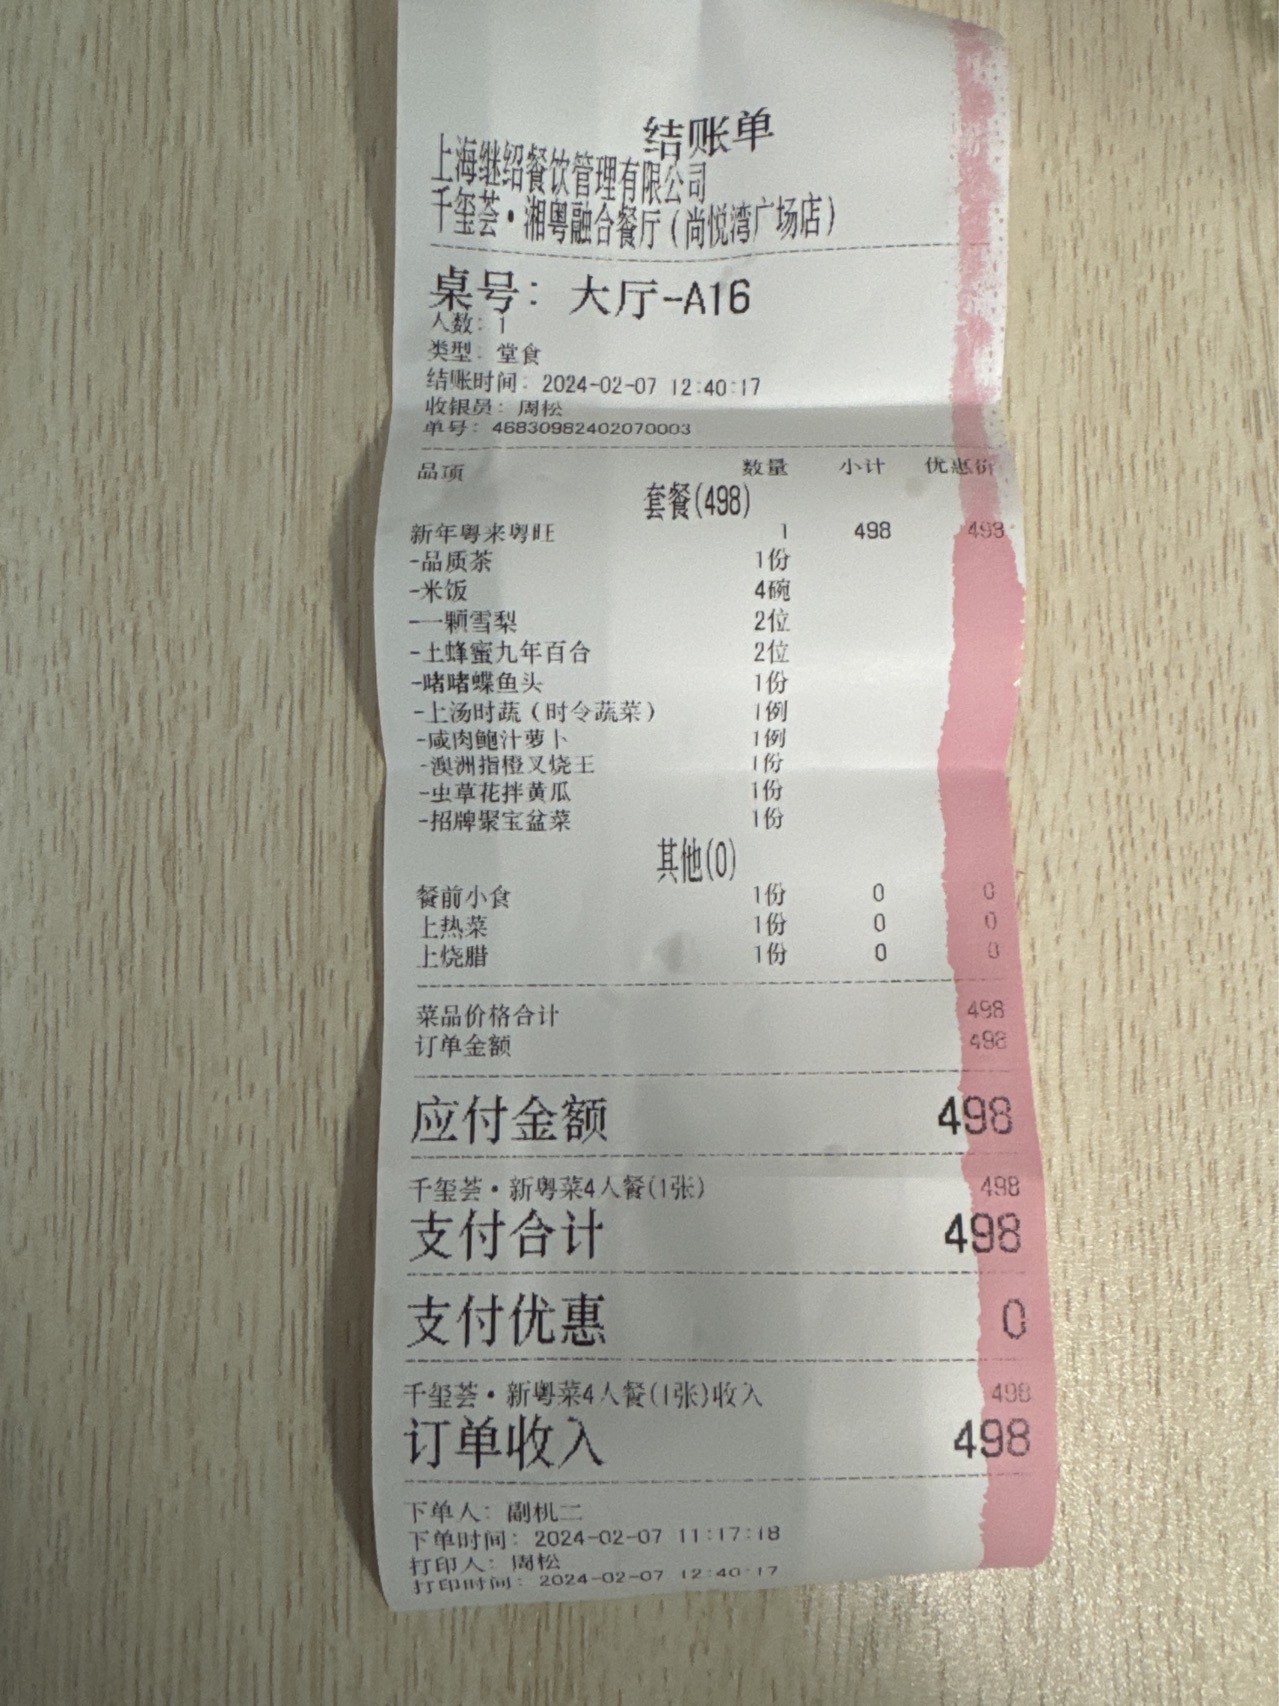 结账单
上海继绍餐饮管理有限公司
千玺荟·湘粤融合餐厅(尚悦湾广场店)
桌号: 大厅-A16
人数: 1
类型: 堂食
结账时间: 2024-02-07 12:40:17
收银员: 周松
单号: 46830982402070003
品项 数量 小计 优惠价
套餐(498)
新年粤来粤旺 1 498 498
-品质茶 1份
-米饭 4碗
-一颗雪梨 2位
-土蜂蜜九年百合 2位
-啫啫蝶鱼头 1份
-上汤时蔬(时令蔬菜) 1例
-咸肉鲍汁萝卜 1例
-澳洲指橙叉烧王 1份
-虫草花拌黄瓜 1份
-招牌聚宝盆菜 1份
其他(0)
餐前小食 1份 0 0
上热菜 1份 0 0
上烧腊 1份 0 0
菜品价格合计 498
订单金额 498
应付金额 498
千玺荟·新粤菜4人餐(1张) 498
支付合计 498
支付优惠 0
千玺荟·新粤菜4人餐(1张)收入 498
订单收入 498
下单人: 副机二
下单时间: 2024-02-07 11:17:18
打印人: 周松
打印时间: 2024-02-07 12:40:17